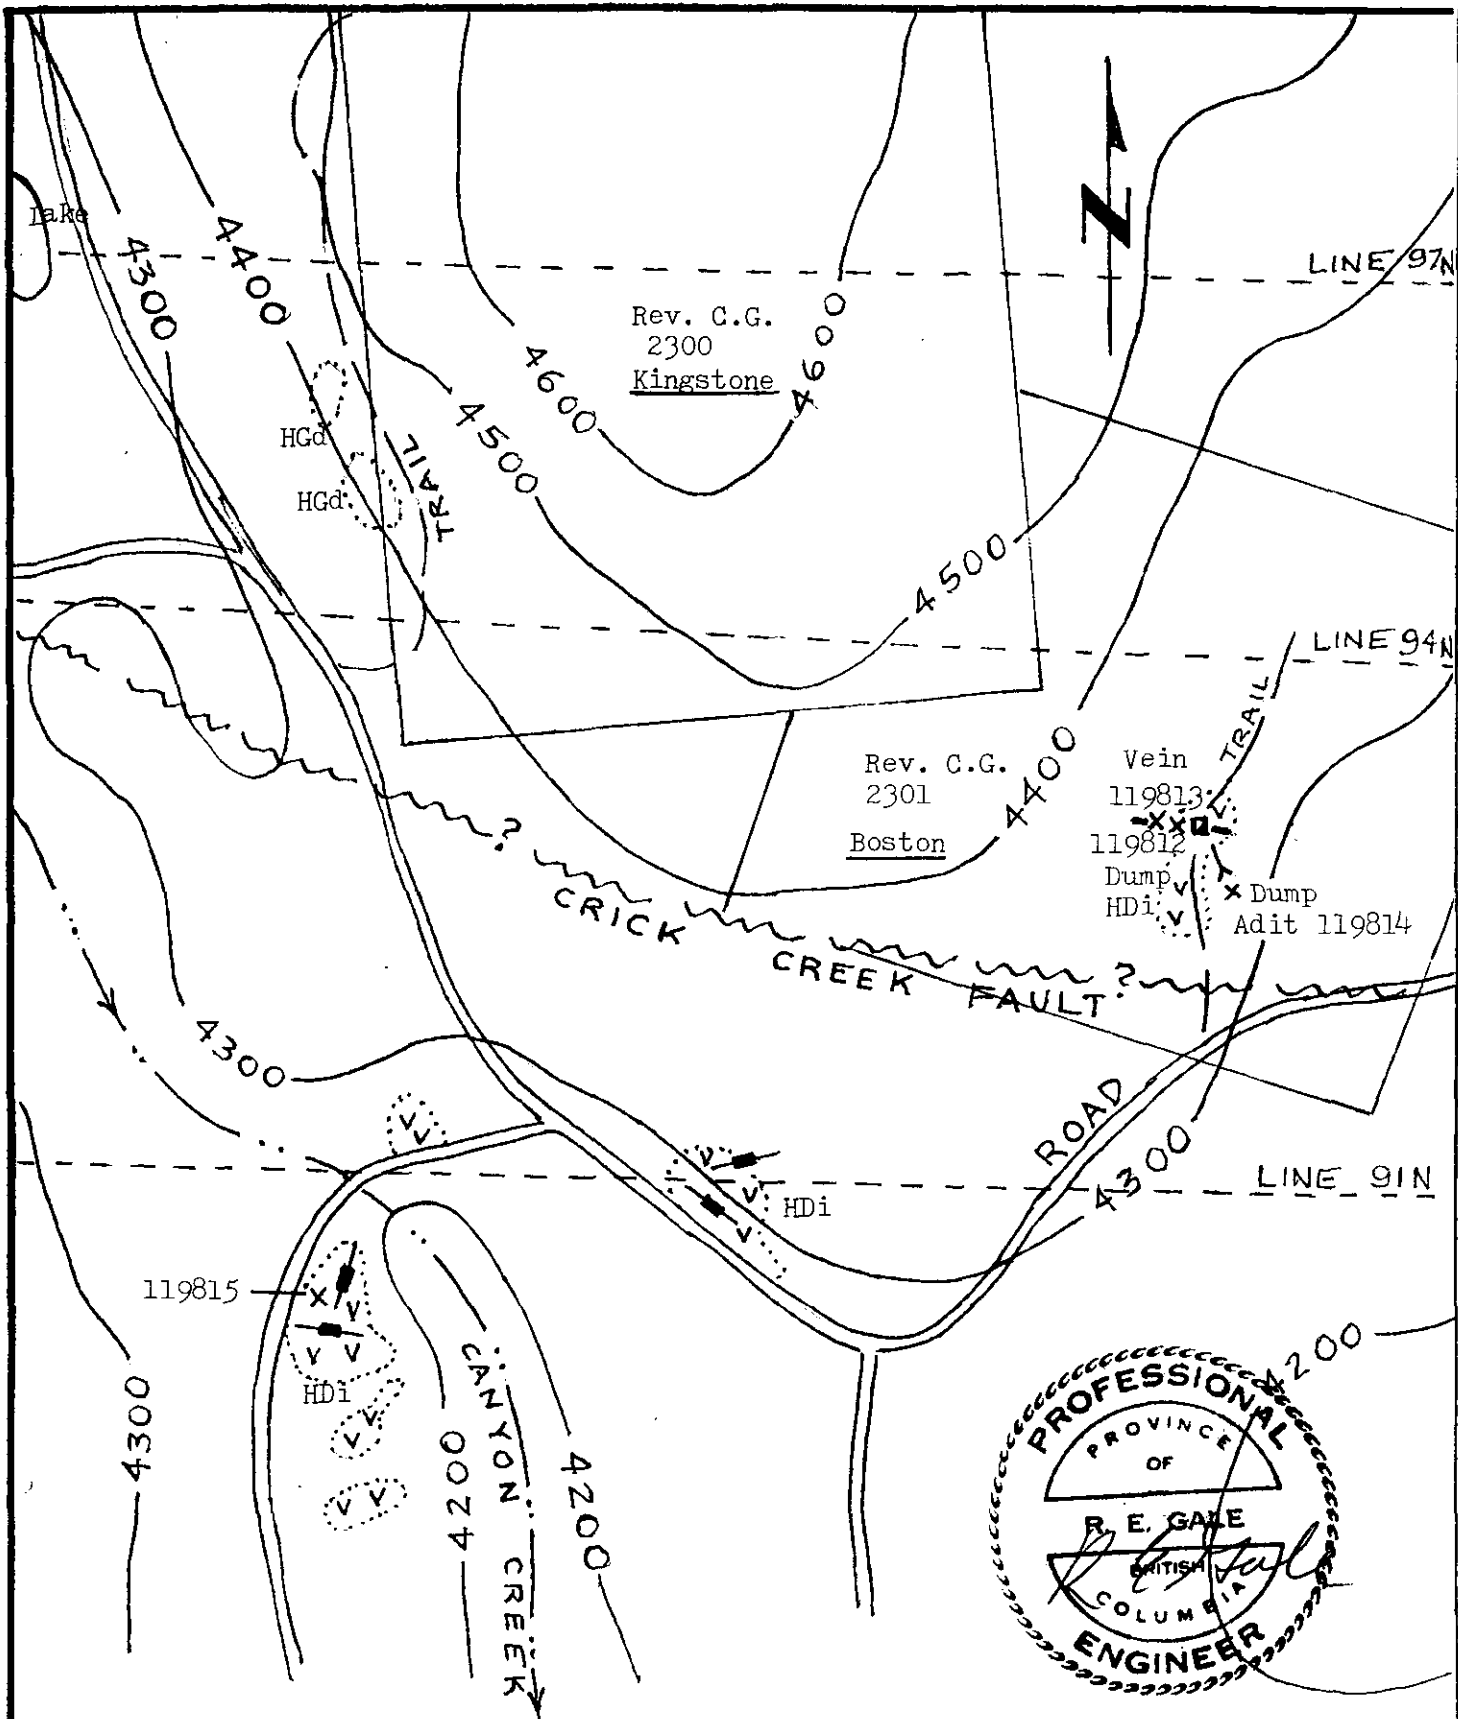 Lake
4300
4400
N
LINE 97N
Rev. C.G.
2300
Kingstone
4600
4600
HGd
HGd
TRAIL
4500
4500
LINE 94N
TRAIL
Rev. C.G.
2301
Boston
4400
Vein
119813
119812
Dump
HDi
Dump
Adit 119814
?
CRICK CREEK FAULT
?
4300
ROAD
4300
LINE 91N
HDi
119815
HDi
4300
4200
CANYON CREEK
4200
4200
PROFESSIONAL
PROVINCE
OF
R. E. GALE
BRITISH
COLUMBIA
ENGINEER